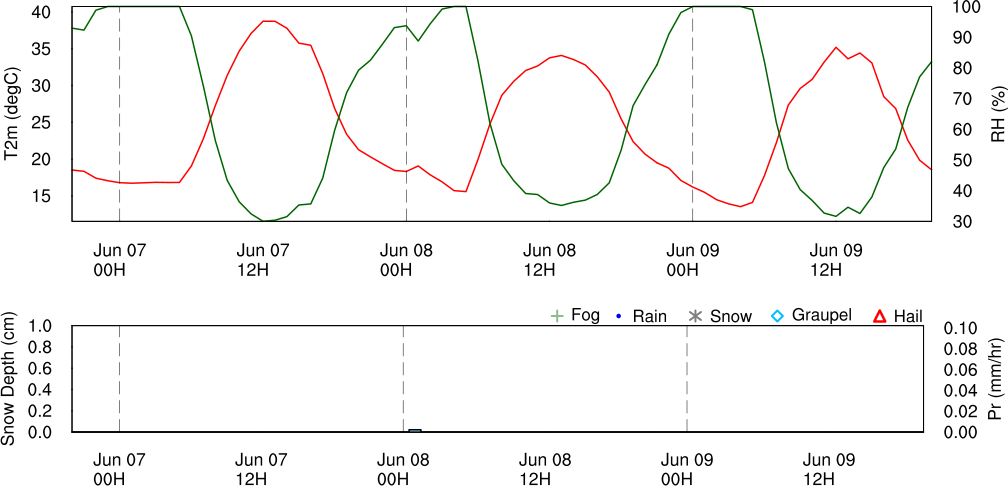 T2m (degC)
40
35
30
25
20
15
100
90
80
70
60
50
40
30
RH (%)
Jun 07
00H
Jun 07
12H
Jun 08
00H
Jun 08
12H
Jun 09
00H
Jun 09
12H
Fog
Rain
Snow
Graupel
Hail
Snow Depth (cm)
1.0
0.8
0.6
0.4
0.2
0.0
0.10
0.08
0.06
0.04
0.02
0.00
Pr (mm/hr)
Jun 07
00H
Jun 07
12H
Jun 08
00H
Jun 08
12H
Jun 09
00H
Jun 09
12H